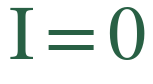 I = 0